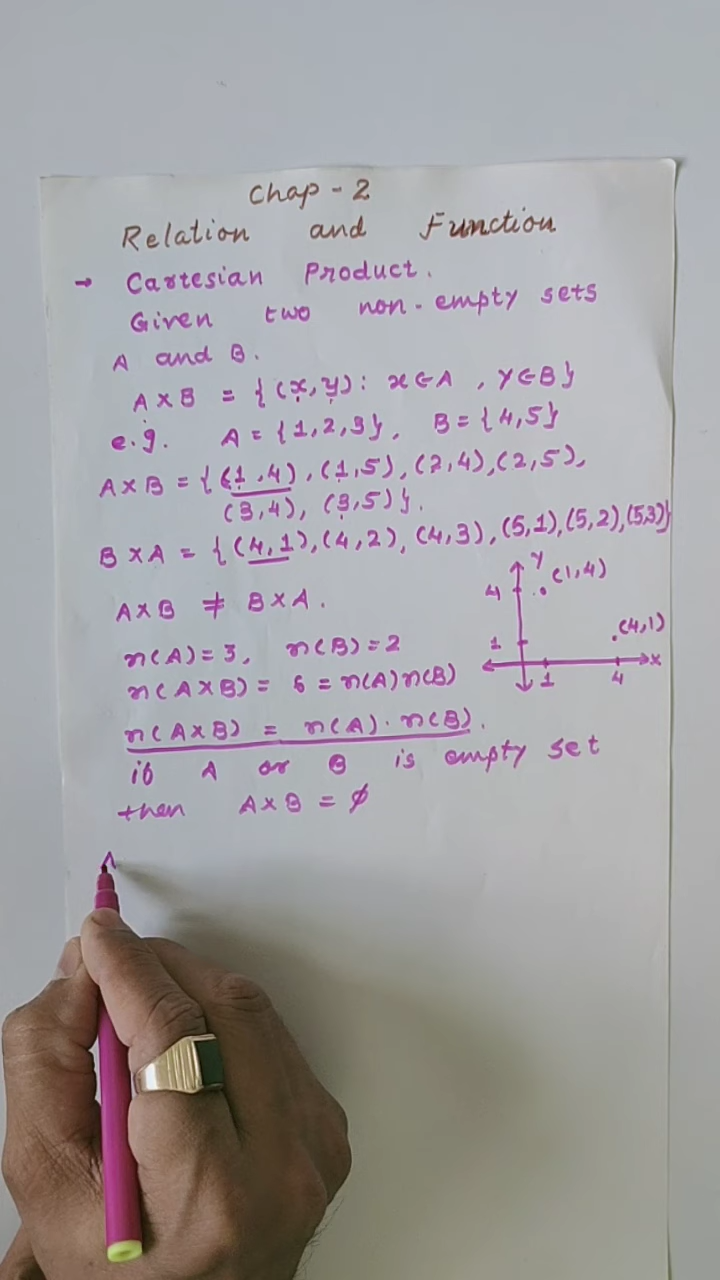 Chap - 2
Relation and Function
→ Cartesian Product.
Given two non-empty sets
A and B.
A×B = {(x,y): x∈A , y∈B}
e.g. A = {1,2,3}, B = {4,5}
A×B = {(1,4), (1,5), (2,4), (2,5),
(3,4), (3,5)}.
B×A = {(4,1), (4,2), (4,3), (5,1), (5,2), (5,3)}
A×B ≠ B×A.
n(A) = 3, n(B) = 2
n(A×B) = 6 = n(A)n(B)
n(A×B) = n(A)·n(B).
if A or B is empty set
then A×B = ϕ
Y
4 (1,4)
1 (4,1)
X
1 4